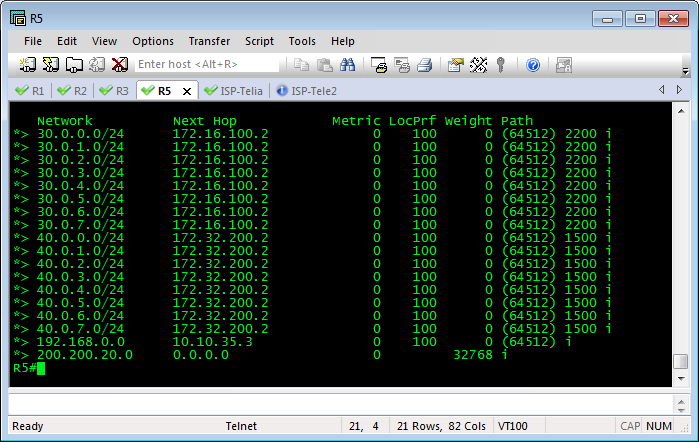 R5
File Edit View Options Transfer Script Tools Help
Enter host <Alt+R>
R1 R2 R3 R5 ISP-Telia ISP-Tele2
Network Next Hop Metric LocPrf Weight Path
*> 30.0.0.0/24 172.16.100.2 0 100 0 (64512) 2200 i
*> 30.0.1.0/24 172.16.100.2 0 100 0 (64512) 2200 i
*> 30.0.2.0/24 172.16.100.2 0 100 0 (64512) 2200 i
*> 30.0.3.0/24 172.16.100.2 0 100 0 (64512) 2200 i
*> 30.0.4.0/24 172.16.100.2 0 100 0 (64512) 2200 i
*> 30.0.5.0/24 172.16.100.2 0 100 0 (64512) 2200 i
*> 30.0.6.0/24 172.16.100.2 0 100 0 (64512) 2200 i
*> 30.0.7.0/24 172.16.100.2 0 100 0 (64512) 2200 i
*> 40.0.0.0/24 172.32.200.2 0 100 0 (64512) 1500 i
*> 40.0.1.0/24 172.32.200.2 0 100 0 (64512) 1500 i
*> 40.0.2.0/24 172.32.200.2 0 100 0 (64512) 1500 i
*> 40.0.3.0/24 172.32.200.2 0 100 0 (64512) 1500 i
*> 40.0.4.0/24 172.32.200.2 0 100 0 (64512) 1500 i
*> 40.0.5.0/24 172.32.200.2 0 100 0 (64512) 1500 i
*> 40.0.6.0/24 172.32.200.2 0 100 0 (64512) 1500 i
*> 40.0.7.0/24 172.32.200.2 0 100 0 (64512) 1500 i
*> 192.168.0.0 10.10.35.3 0 100 0 (64512) i
*> 200.200.20.0 0.0.0.0 0 32768 i
R5#
Ready Telnet 21, 4 21 Rows, 82 Cols VT100 CAP NUM